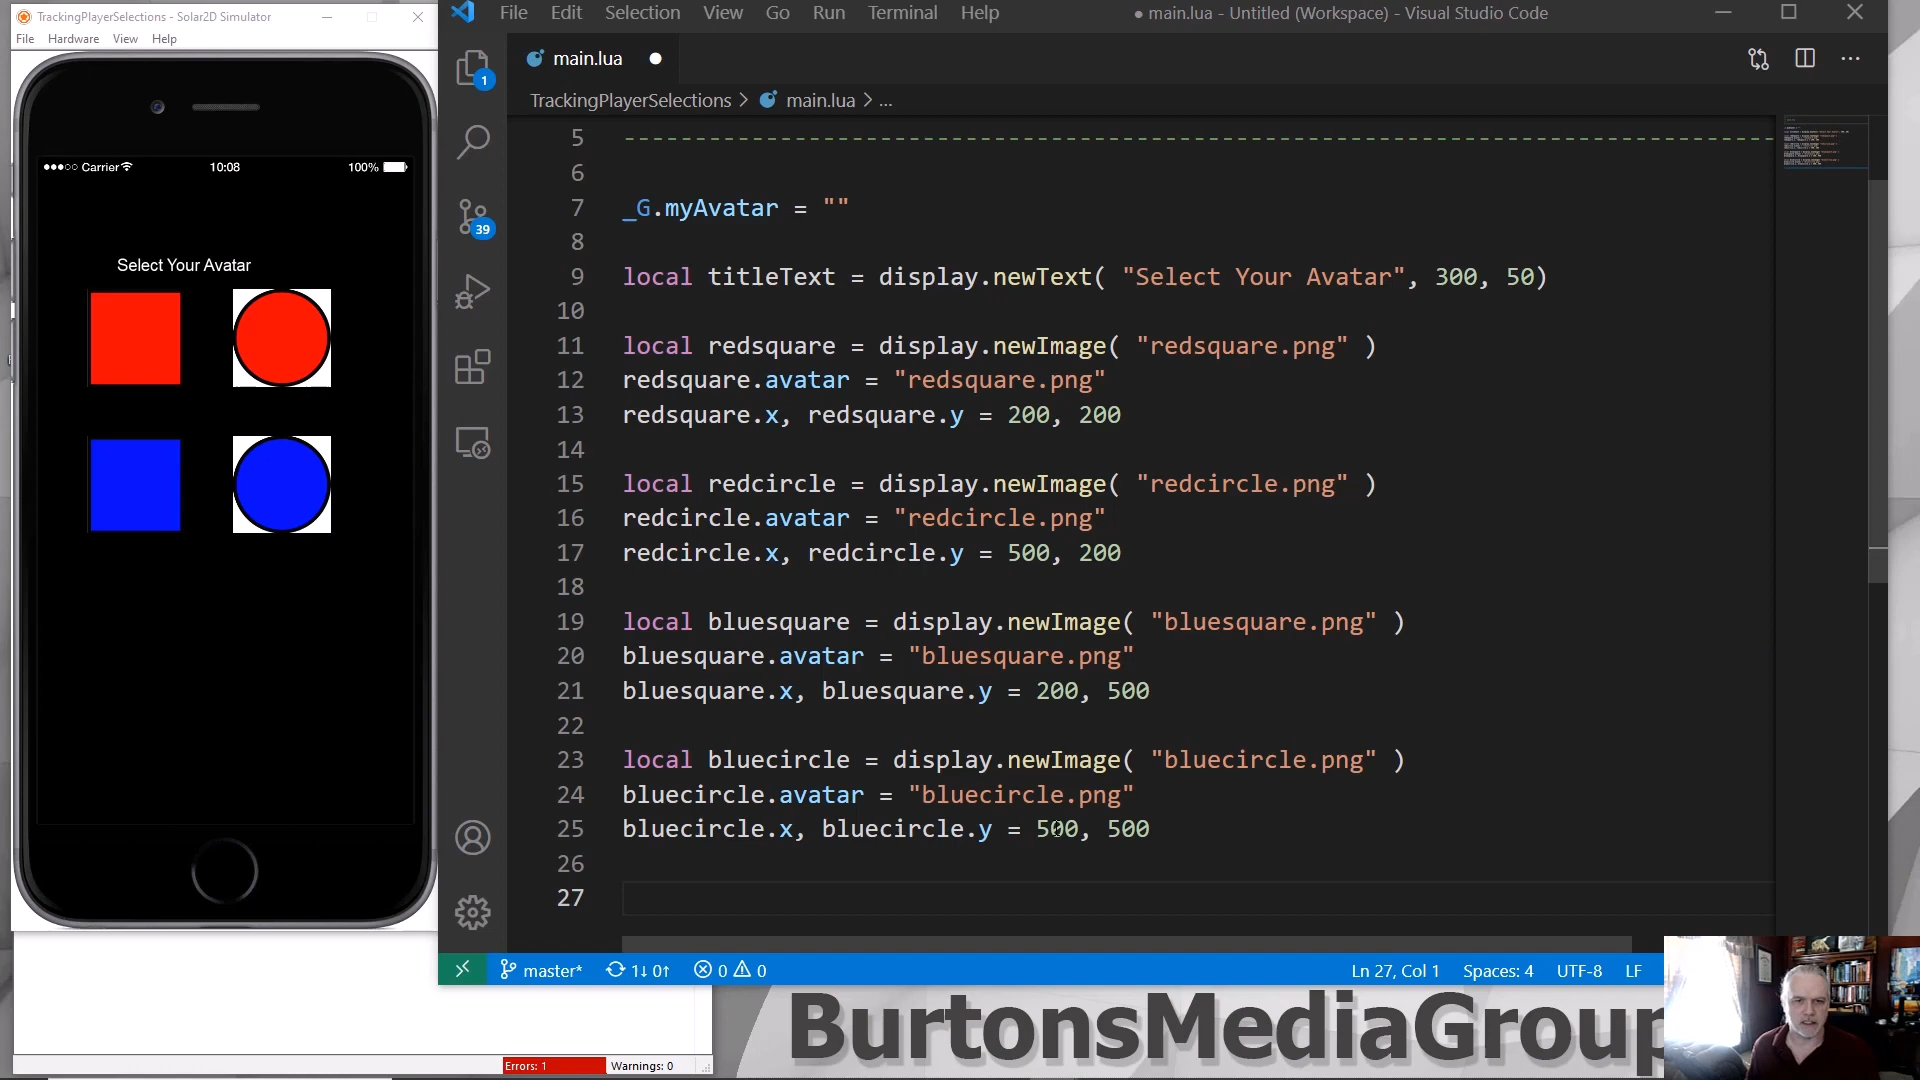 TrackingPlayerSelections - Solar2D Simulator
File Hardware View Help
Carrier 10:08 100%
Select Your Avatar
File Edit Selection View Go Run Terminal Help
● main.lua - Untitled (Workspace) - Visual Studio Code
1
39
main.lua
TrackingPlayerSelections > main.lua > ...
5 --------------------------------------------------------------------------------
6
7 _G.myAvatar = ""
8
9 local titleText = display.newText( "Select Your Avatar", 300, 50)
10
11 local redsquare = display.newImage( "redsquare.png" )
12 redsquare.avatar = "redsquare.png"
13 redsquare.x, redsquare.y = 200, 200
14
15 local redcircle = display.newImage( "redcircle.png" )
16 redcircle.avatar = "redcircle.png"
17 redcircle.x, redcircle.y = 500, 200
18
19 local bluesquare = display.newImage( "bluesquare.png" )
20 bluesquare.avatar = "bluesquare.png"
21 bluesquare.x, bluesquare.y = 200, 500
22
23 local bluecircle = display.newImage( "bluecircle.png" )
24 bluecircle.avatar = "bluecircle.png"
25 bluecircle.x, bluecircle.y = 500, 500
26
27
master* 1↓ 0↑ 0 0 Ln 27, Col 1 Spaces: 4 UTF-8 LF
BurtonsMediaGroup
Errors: 1 Warnings: 0